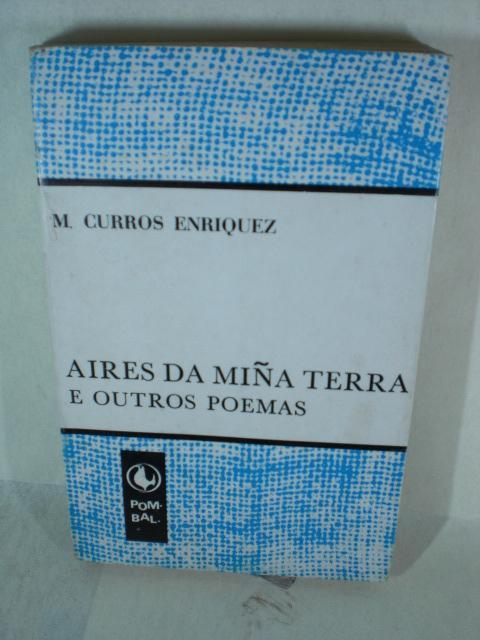 M. CURROS ENRIQUEZ
AIRES DA MIÑA TERRA
E OUTROS POEMAS
POM-
BAL.